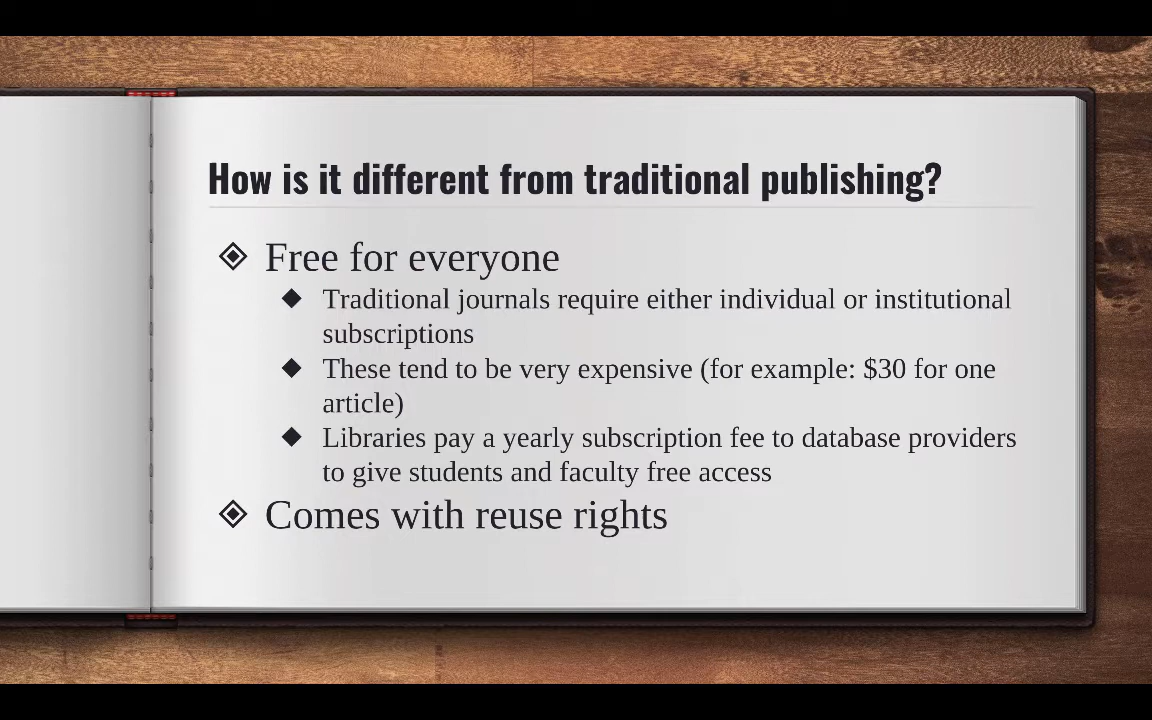 How is it different from traditional publishing?
Free for everyone
Traditional journals require either individual or institutional
subscriptions
These tend to be very expensive (for example: $30 for one
article)
Libraries pay a yearly subscription fee to database providers
to give students and faculty free access
Comes with reuse rights